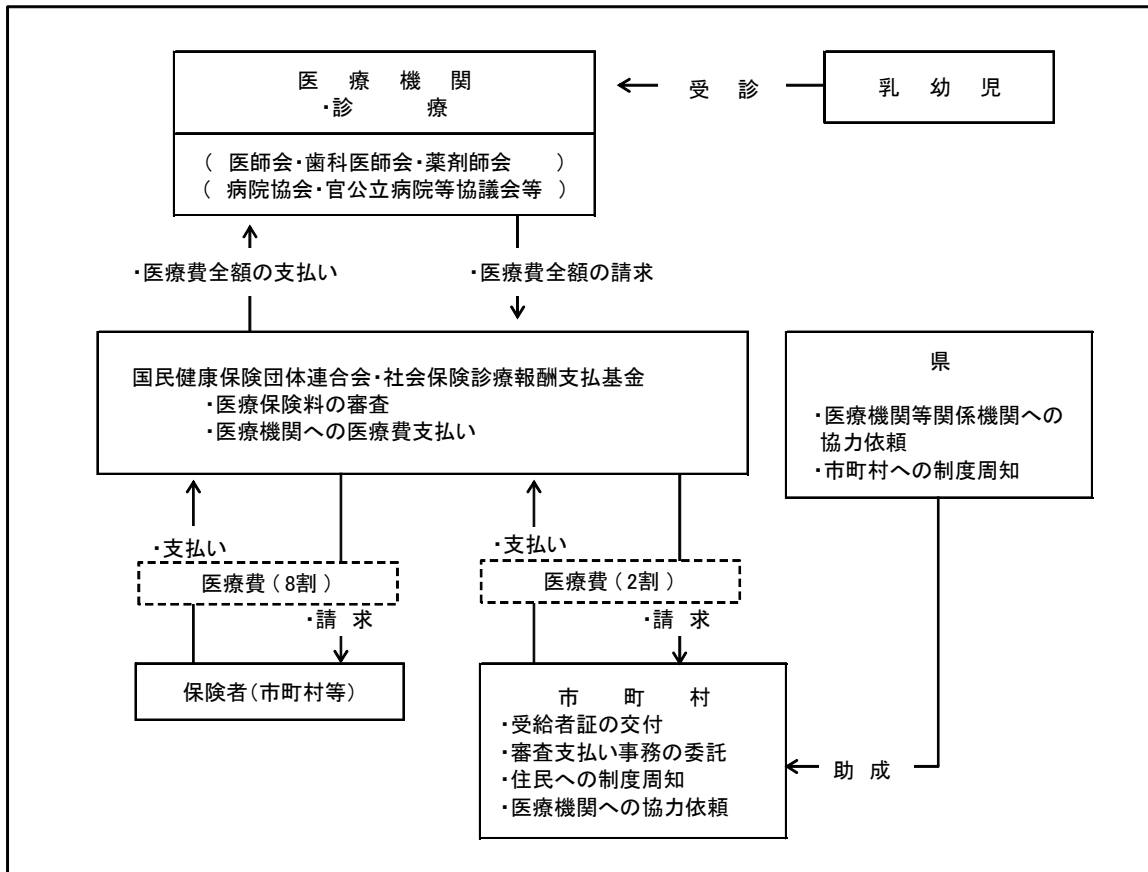 医療機関
・診療
受診
乳幼児
(医師会・歯科医師会・薬剤師会)
(病院協会・官公立病院等協議会等)
・医療費全額の支払い
・医療費全額の請求
国民健康保険団体連合会・社会保険診療報酬支払基金
・医療保険料の審査
・医療機関への医療費支払い
県
・医療機関等関係機関への
協力依頼
・市町村への制度周知
・支払い
医療費(8割)
・請求
・支払い
医療費(2割)
・請求
保険者(市町村等)
市町村
・受給者証の交付
・審査支払い事務の委託
・住民への制度周知
・医療機関への協力依頼
助成